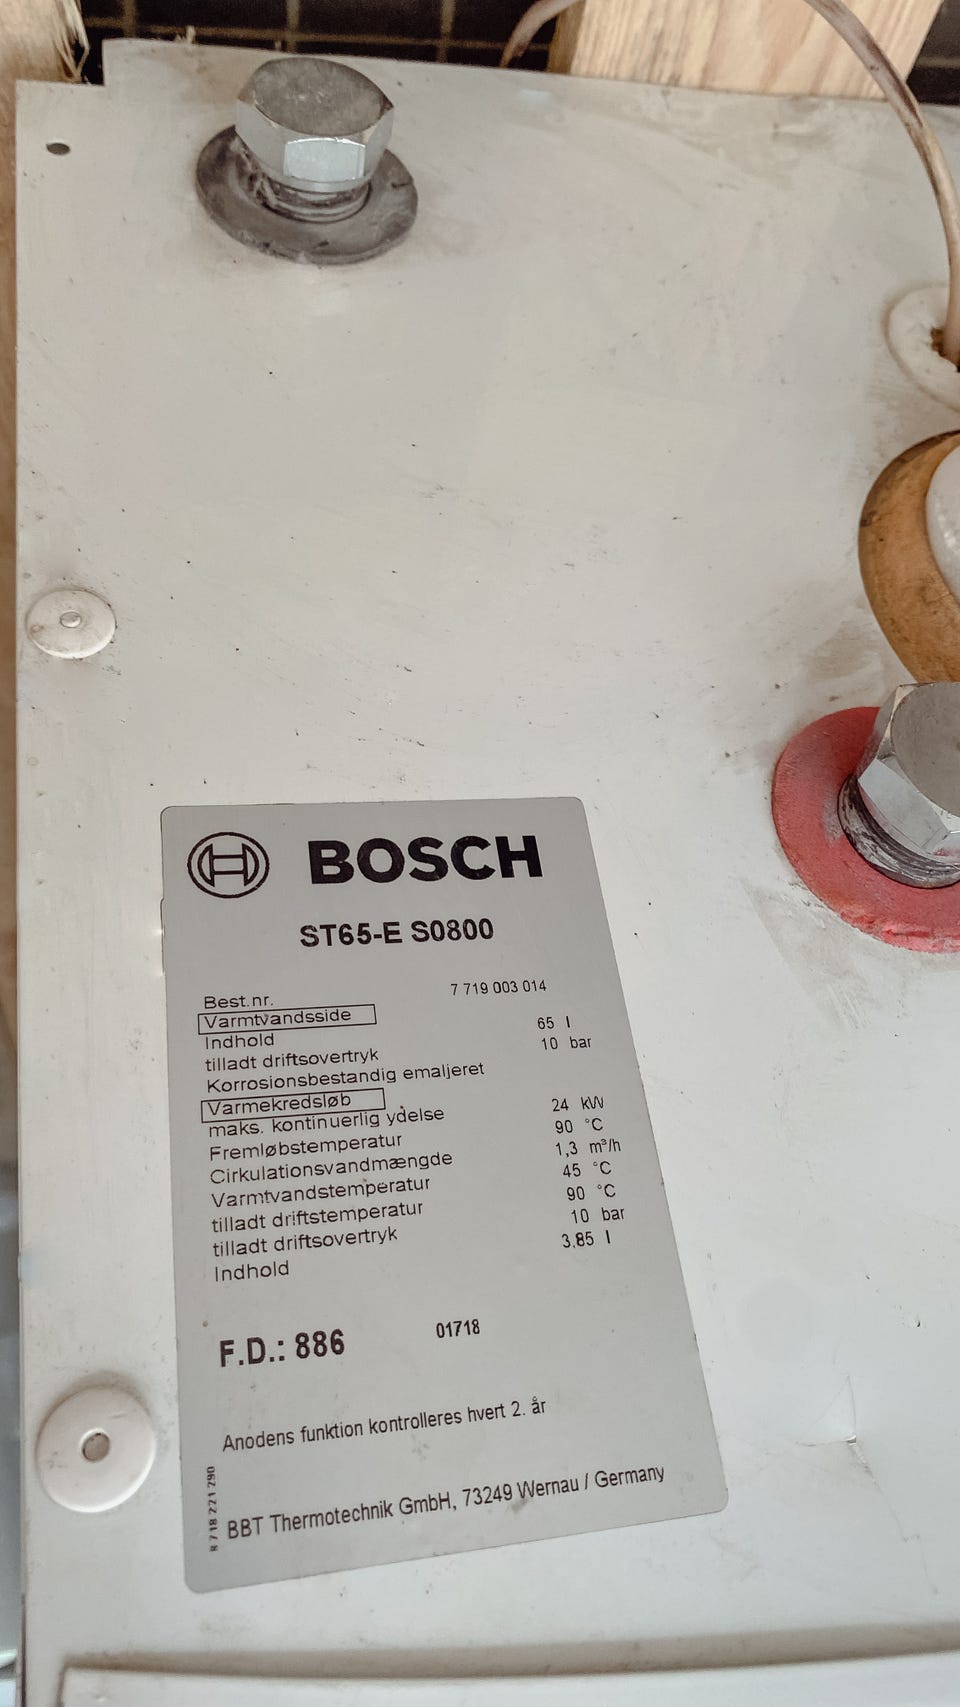 BOSCH
ST65-E S0800
Best.nr. 7 719 003 014
Varmtvandsside
Indhold 65 l
tilladt driftsovertryk 10 bar
Korrosionsbestandig emaljeret
Varmekredsløb
maks. kontinuerlig ydelse 24 kW
Fremløbstemperatur 90 °C
Cirkulationsvandmængde 1,3 m³/h
Varmtvandstemperatur 45 °C
tilladt driftstemperatur 90 °C
tilladt driftsovertryk 10 bar
Indhold 3,85 l
F.D.: 886 01718
Anodens funktion kontrolleres hvert 2. år
BBT Thermotechnik GmbH, 73249 Wernau / Germany
R 718 221 290